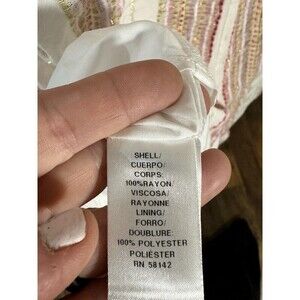 SHELL/
CUERPO/
CORPS:
100%RAYON/
VISCOSA/
RAYONNE
LINING/
FORRO/
DOUBLURE:
100% POLYESTER
POLIÉSTER
RN 58142